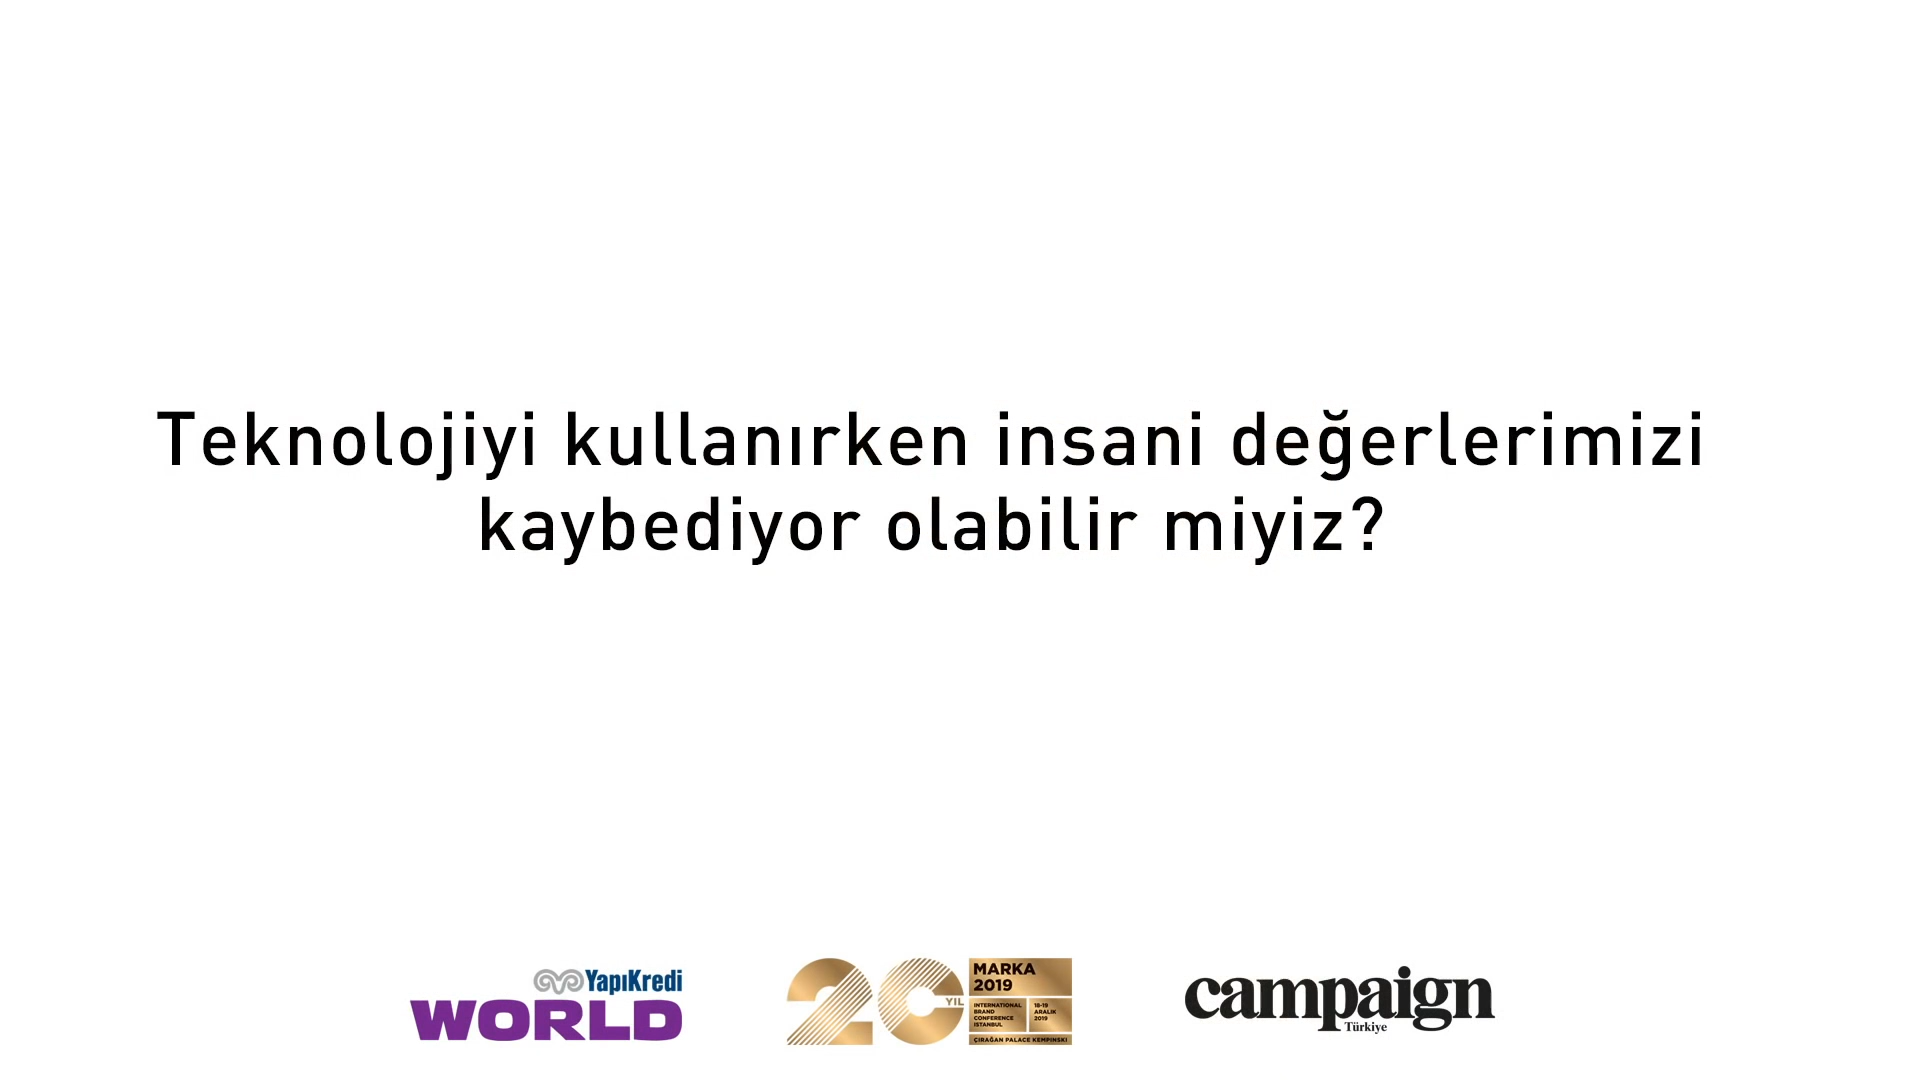 Teknolojiyi kullanırken insani değerlerimizi
kaybediyor olabilir miyiz?
YapıKredi
WORLD
20 YIL
MARKA
2019
INTERNATIONAL
BRAND
CONFERENCE
ISTANBUL
18-19
ARALIK
2019
ÇIRAĞAN PALACE KEMPINSKI
campaign
Türkiye